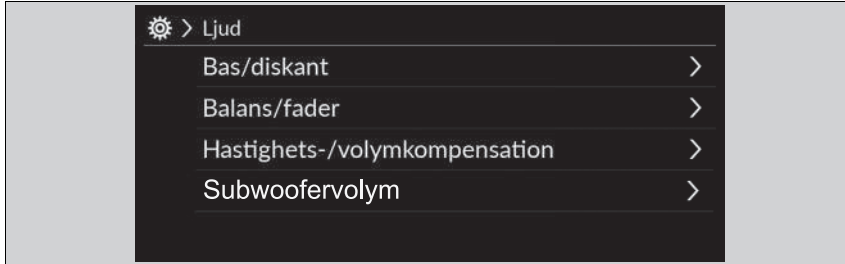 Ljud
Bas/diskant
Balans/fader
Hastighets-/volymkompensation
Subwoofervolym